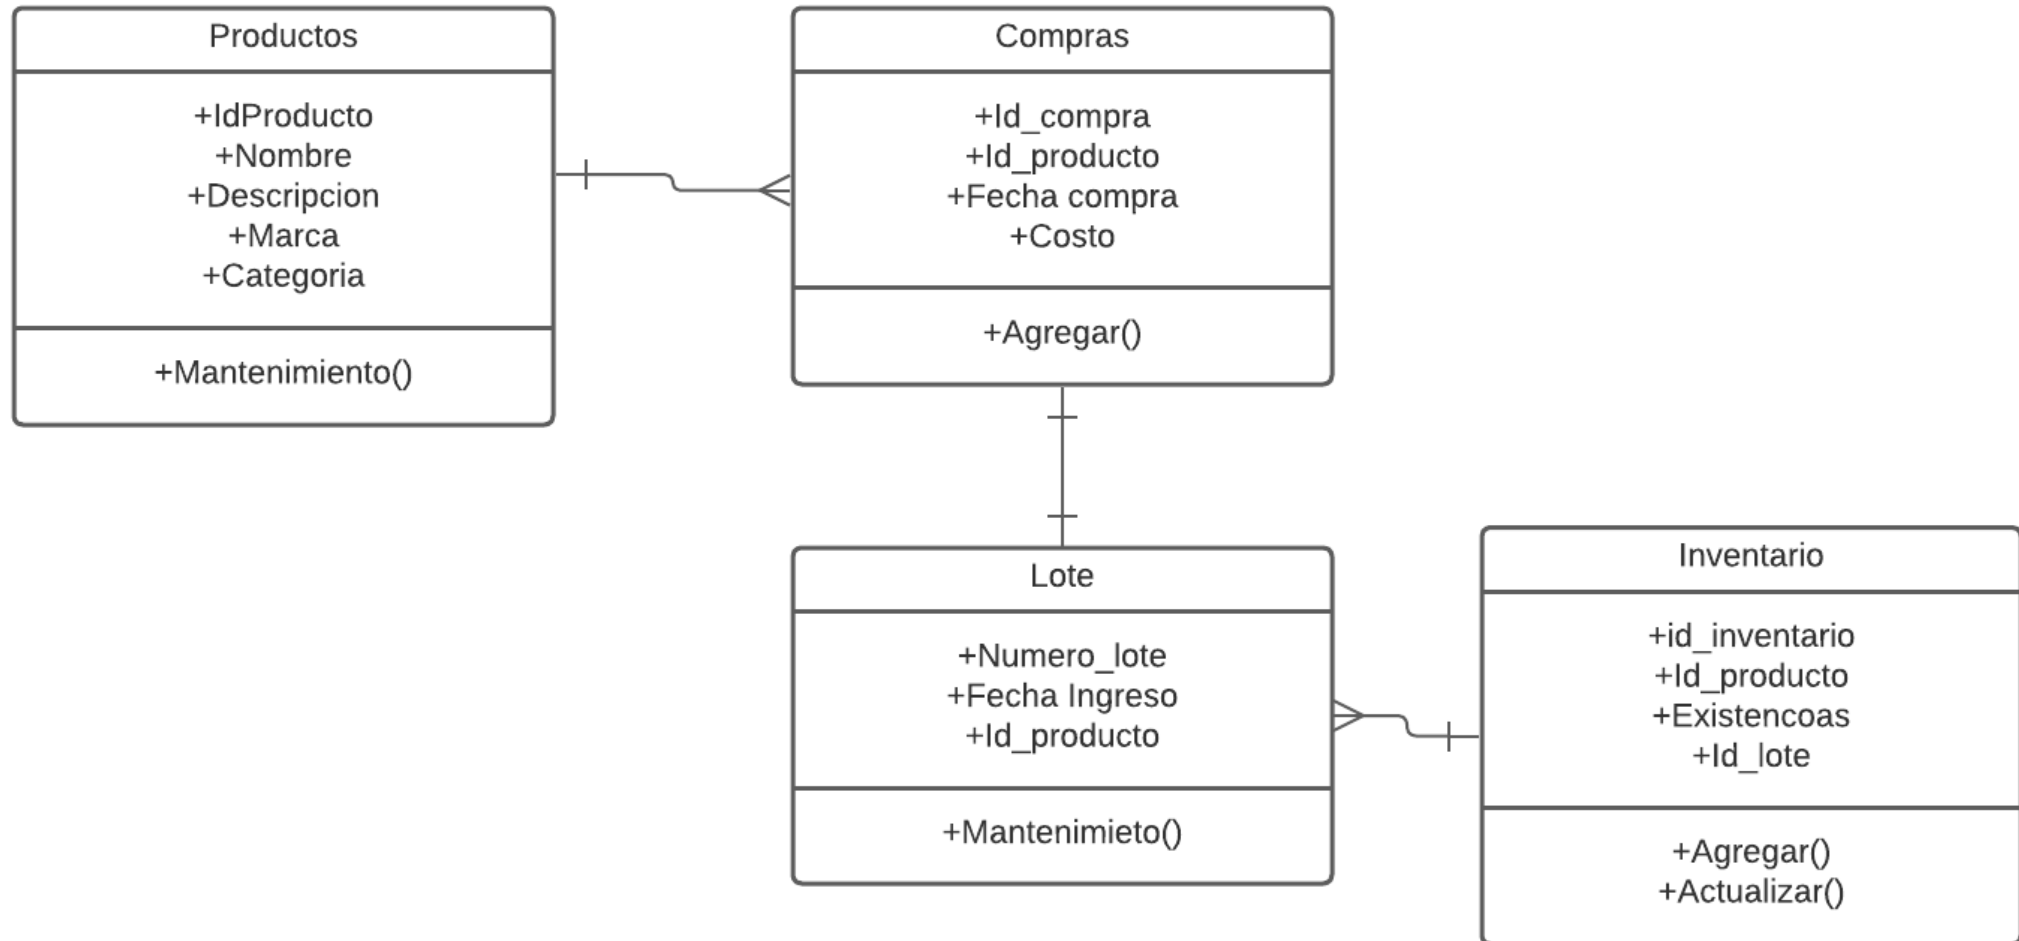 Productos
+IdProducto
+Nombre
+Descripcion
+Marca
+Categoria
+Mantenimiento()
Compras
+Id_compra
+Id_producto
+Fecha compra
+Costo
+Agregar()
Lote
+Numero_lote
+Fecha Ingreso
+Id_producto
+Mantenimieto()
Inventario
+id_inventario
+Id_producto
+Existencoas
+Id_lote
+Agregar()
+Actualizar()